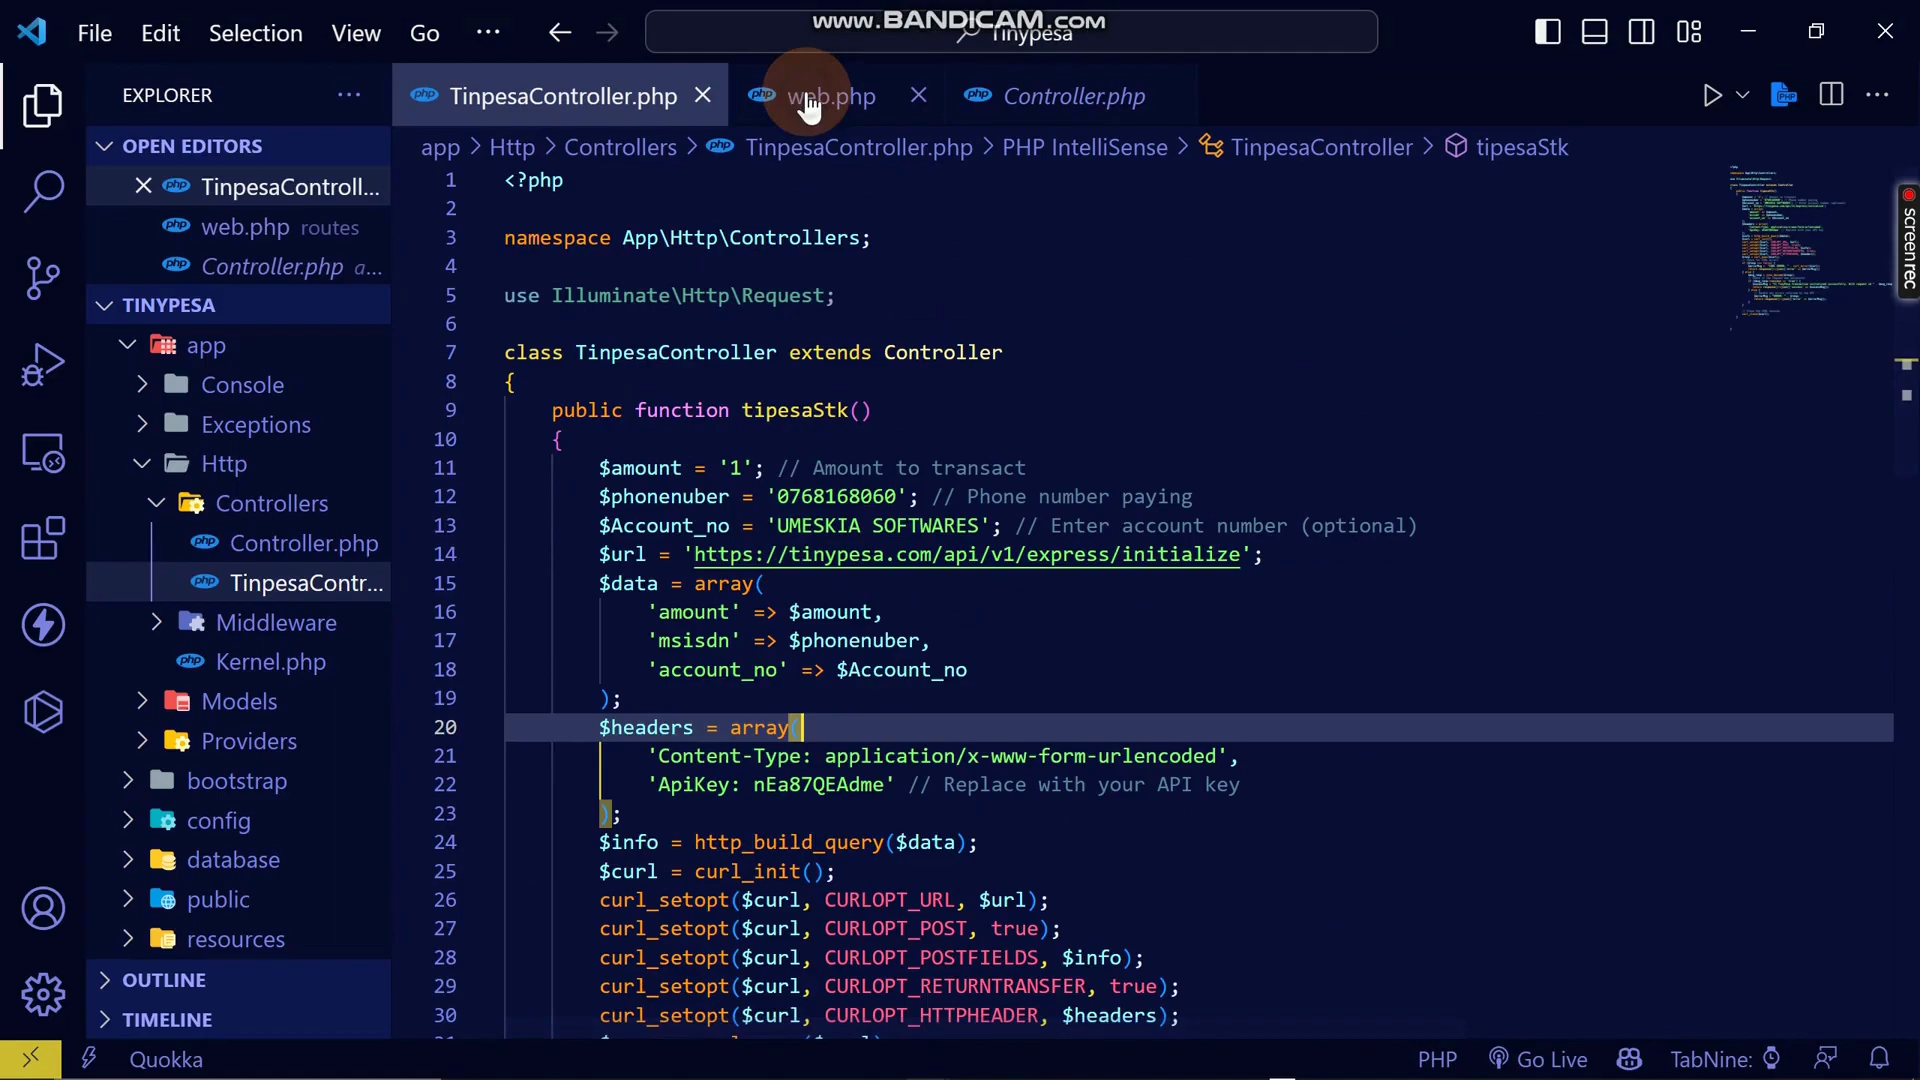 www.BANDICAM.com
File Edit Selection View Go ··· Tinypesa
EXPLORER ···
OPEN EDITORS
TinpesaControll...
web.php routes
Controller.php a...
TINYPESA
app
Console
Exceptions
Http
Controllers
Controller.php
TinpesaContr...
Middleware
Kernel.php
Models
Providers
bootstrap
config
database
public
resources
OUTLINE
TIMELINE
php TinpesaController.php php web.php php Controller.php
app > Http > Controllers > php TinpesaController.php > PHP IntelliSense > TinpesaController > tipesaStk
1 <?php
2
3 namespace App\Http\Controllers;
4
5 use Illuminate\Http\Request;
6
7 class TinpesaController extends Controller
8 {
9 public function tipesaStk()
10 {
11 $amount = '1'; // Amount to transact
12 $phonenuber = '0768168060'; // Phone number paying
13 $Account_no = 'UMESKIA SOFTWARES'; // Enter account number (optional)
14 $url = 'https://tinypesa.com/api/v1/express/initialize';
15 $data = array(
16 'amount' => $amount,
17 'msisdn' => $phonenuber,
18 'account_no' => $Account_no
19 );
20 $headers = array(
21 'Content-Type: application/x-www-form-urlencoded',
22 'ApiKey: nEa87QEAdme' // Replace with your API key
23 );
24 $info = http_build_query($data);
25 $curl = curl_init();
26 curl_setopt($curl, CURLOPT_URL, $url);
27 curl_setopt($curl, CURLOPT_POST, true);
28 curl_setopt($curl, CURLOPT_POSTFIELDS, $info);
29 curl_setopt($curl, CURLOPT_RETURNTRANSFER, true);
30 curl_setopt($curl, CURLOPT_HTTPHEADER, $headers);
screen rec
Quokka PHP Go Live TabNine: